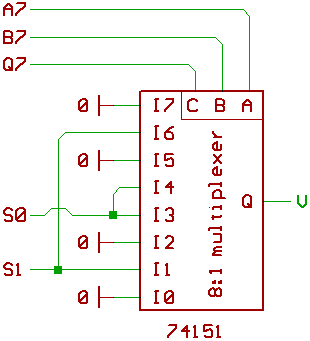 A7
B7
Q7
0 I7 C B A
I6
0 I5
I4
S0 I3
0 I2
S1 I1
0 I0
8:1 multiplexer
Q V
74151